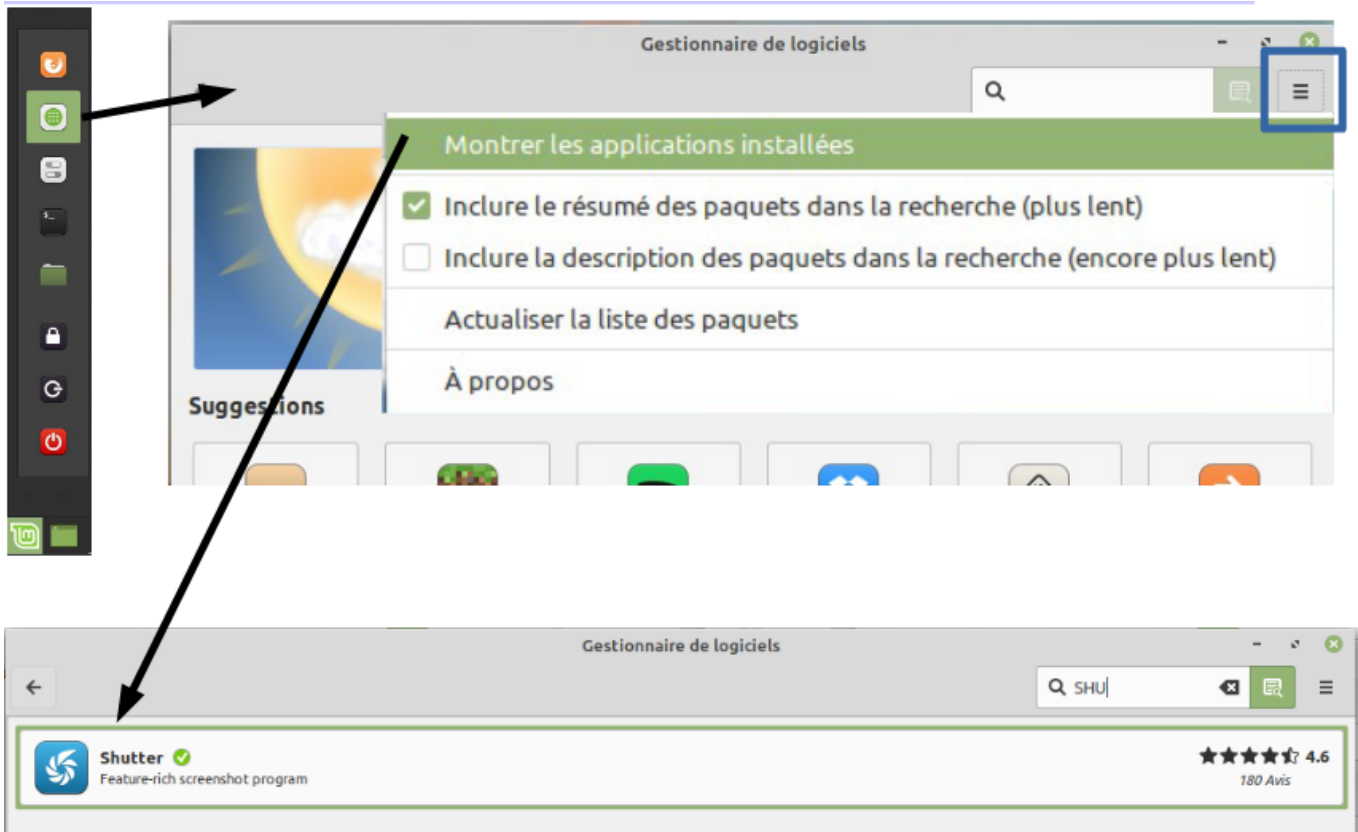 Gestionnaire de logiciels
Montrer les applications installées
Inclure le résumé des paquets dans la recherche (plus lent)
Inclure la description des paquets dans la recherche (encore plus lent)
Actualiser la liste des paquets
À propos
Suggestions
Gestionnaire de logiciels
SHU
Shutter
4.6
Feature-rich screenshot program
180 Avis